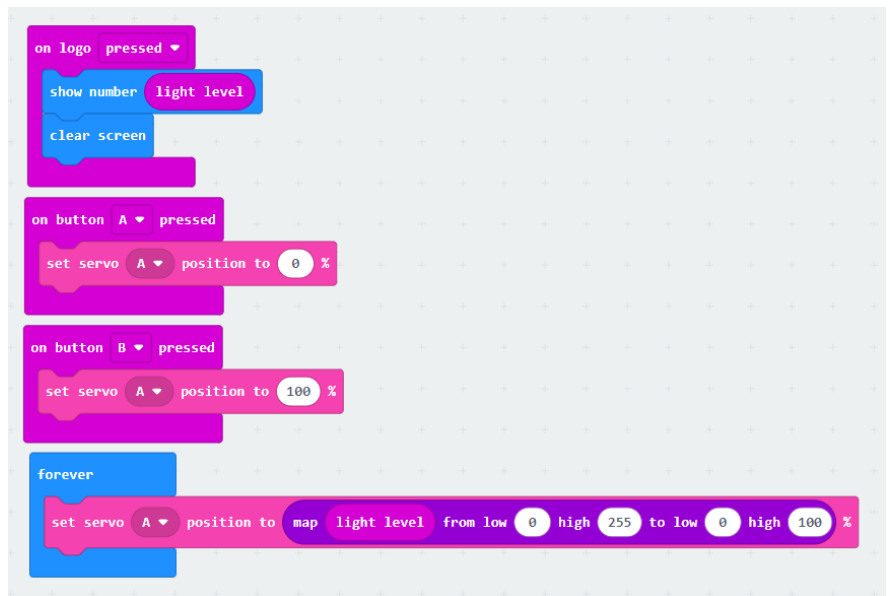 on logo pressed
show number light level
clear screen
on button A pressed
set servo A position to 0 %
on button B pressed
set servo A position to 100 %
forever
set servo A position to map light level from low 0 high 255 to low 0 high 100 %